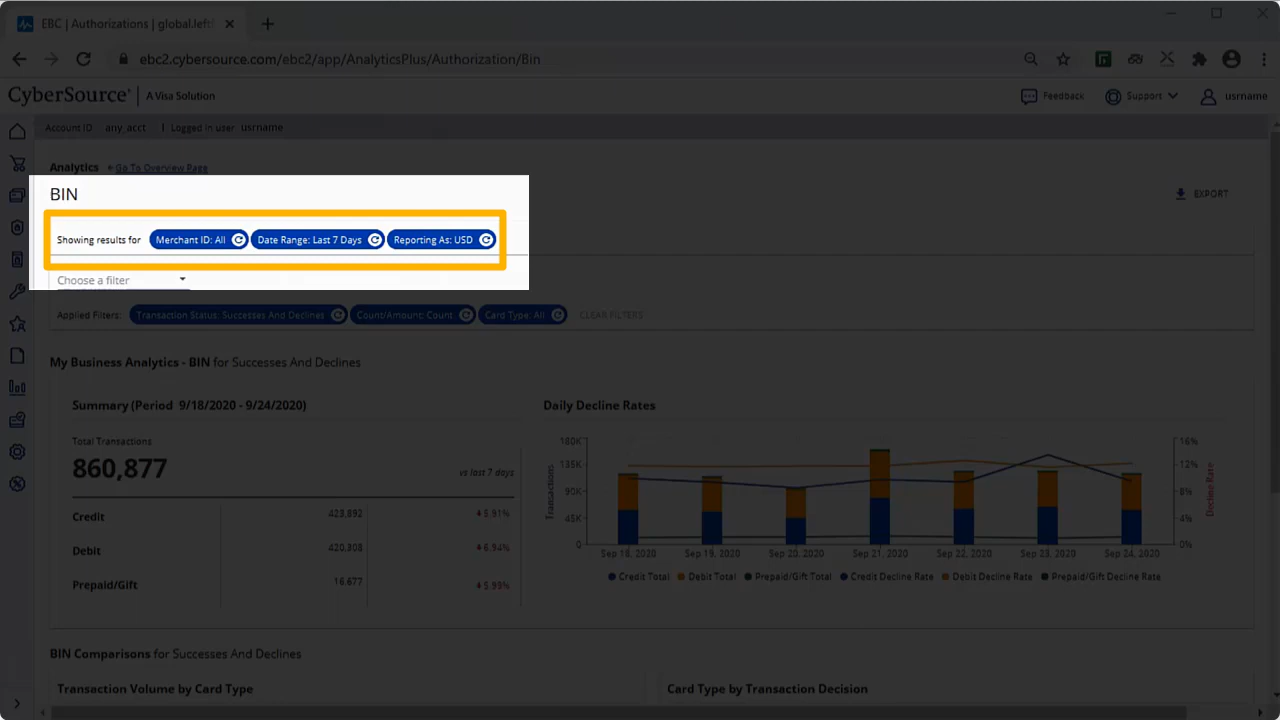 EBC | Authorizations | global.left
ebc2.cybersource.com/ebc2/app/AnalyticsPlus/Authorization/Bin
CyberSource | A Visa Solution
Feedback
Support
usrname
Account ID any_acct | Logged in user usrname
Analytics Go To Overview Page
BIN
EXPORT
Showing results for Merchant ID: All Date Range: Last 7 Days Reporting As: USD
Choose a filter
Applied Filters: Transaction Status: Successes And Declines Count/Amount: Count Card Type: All CLEAR FILTERS
My Business Analytics - BIN for Successes And Declines
Summary (Period 9/18/2020 - 9/24/2020)
Total Transactions
860,877
vs last 7 days
Credit 423,892 5.91%
Debit 420,308 6.94%
Prepaid/Gift 16,677 5.93%
Daily Decline Rates
180K 16%
135K 12%
90K 8%
45K 4%
0 0%
Transactions
Decline Rate
Sep 18, 2020 Sep 19, 2020 Sep 20, 2020 Sep 21, 2020 Sep 22, 2020 Sep 23, 2020 Sep 24, 2020
Credit Total Debit Total Prepaid/Gift Total Credit Decline Rate Debit Decline Rate Prepaid/Gift Decline Rate
BIN Comparisons for Successes And Declines
Transaction Volume by Card Type
Card Type by Transaction Decision